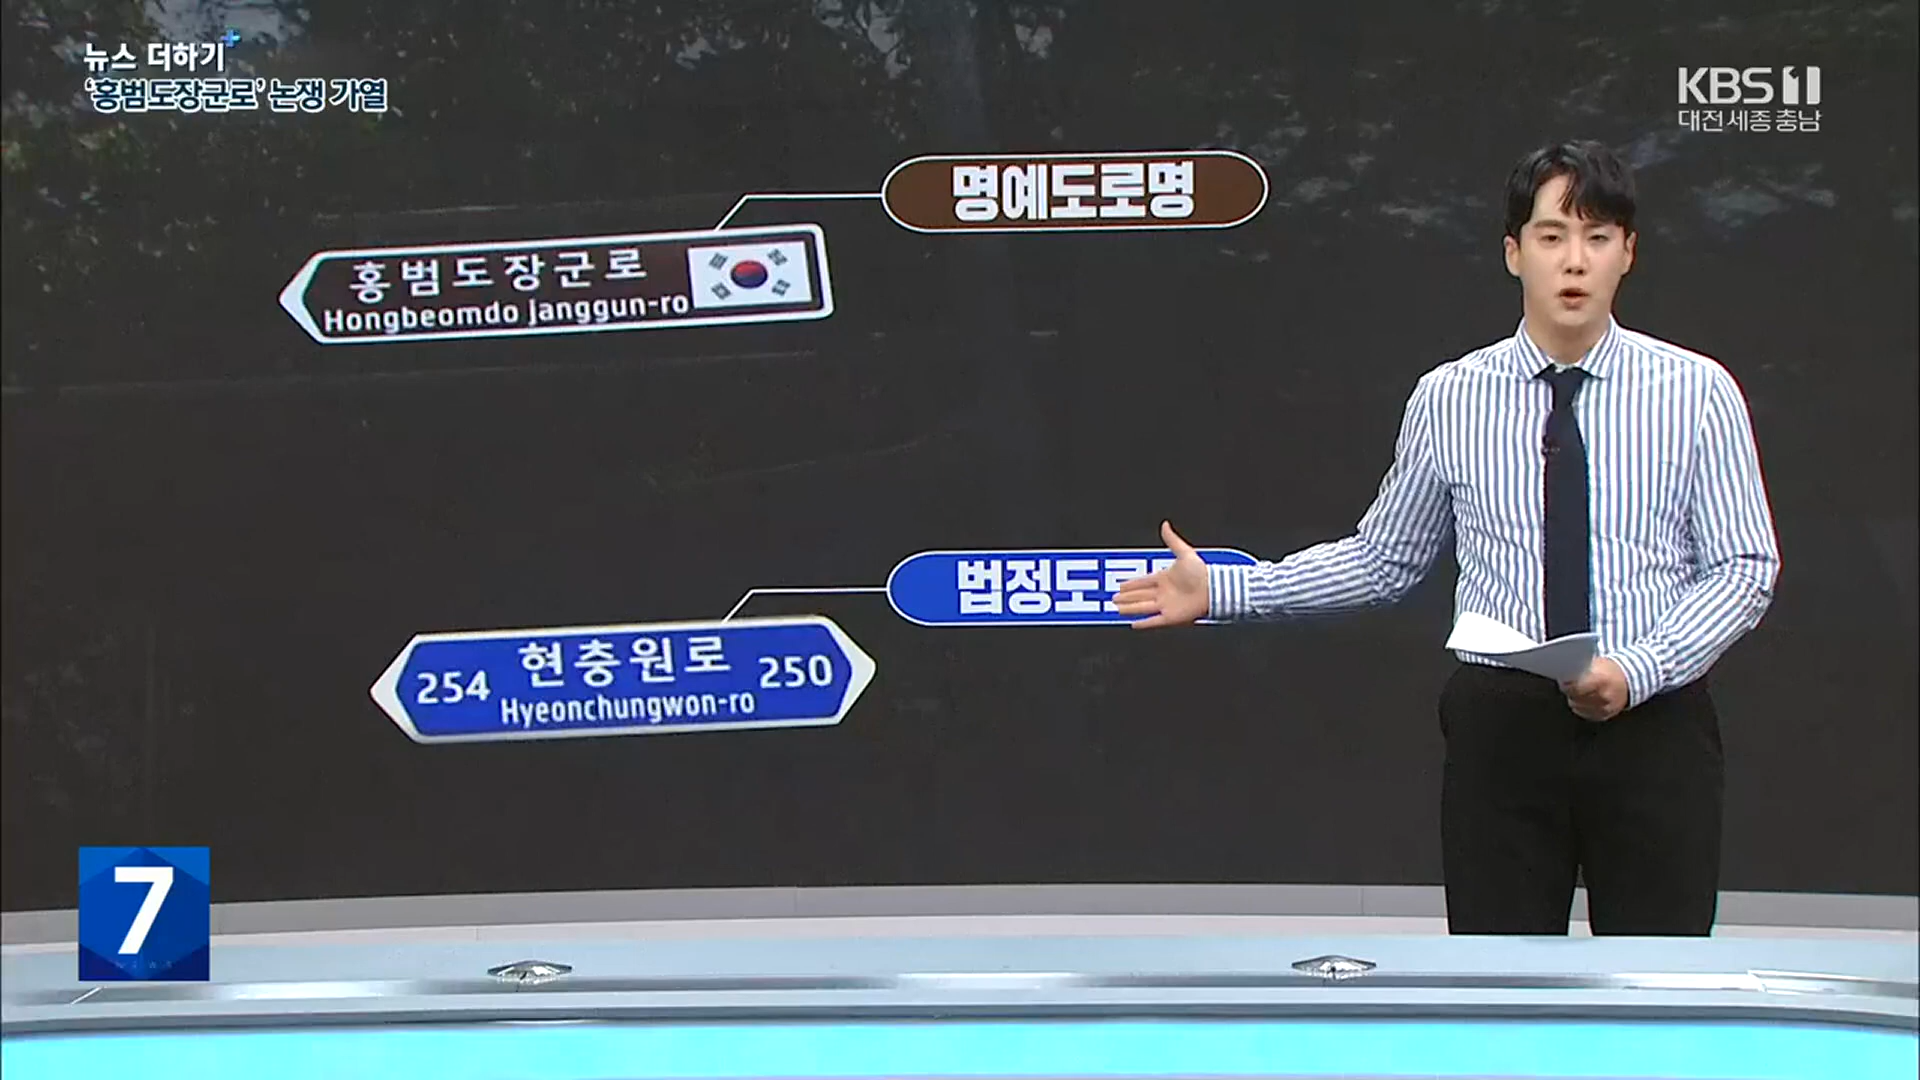 뉴스 더하기
‘홍범도장군로’ 논쟁 가열
KBS 1
대전 세종 충남
명예도로명
홍범도장군로
Hongbeomdo Janggun-ro
법정도로
254 현충원로 250
Hyeonchungwon-ro
7